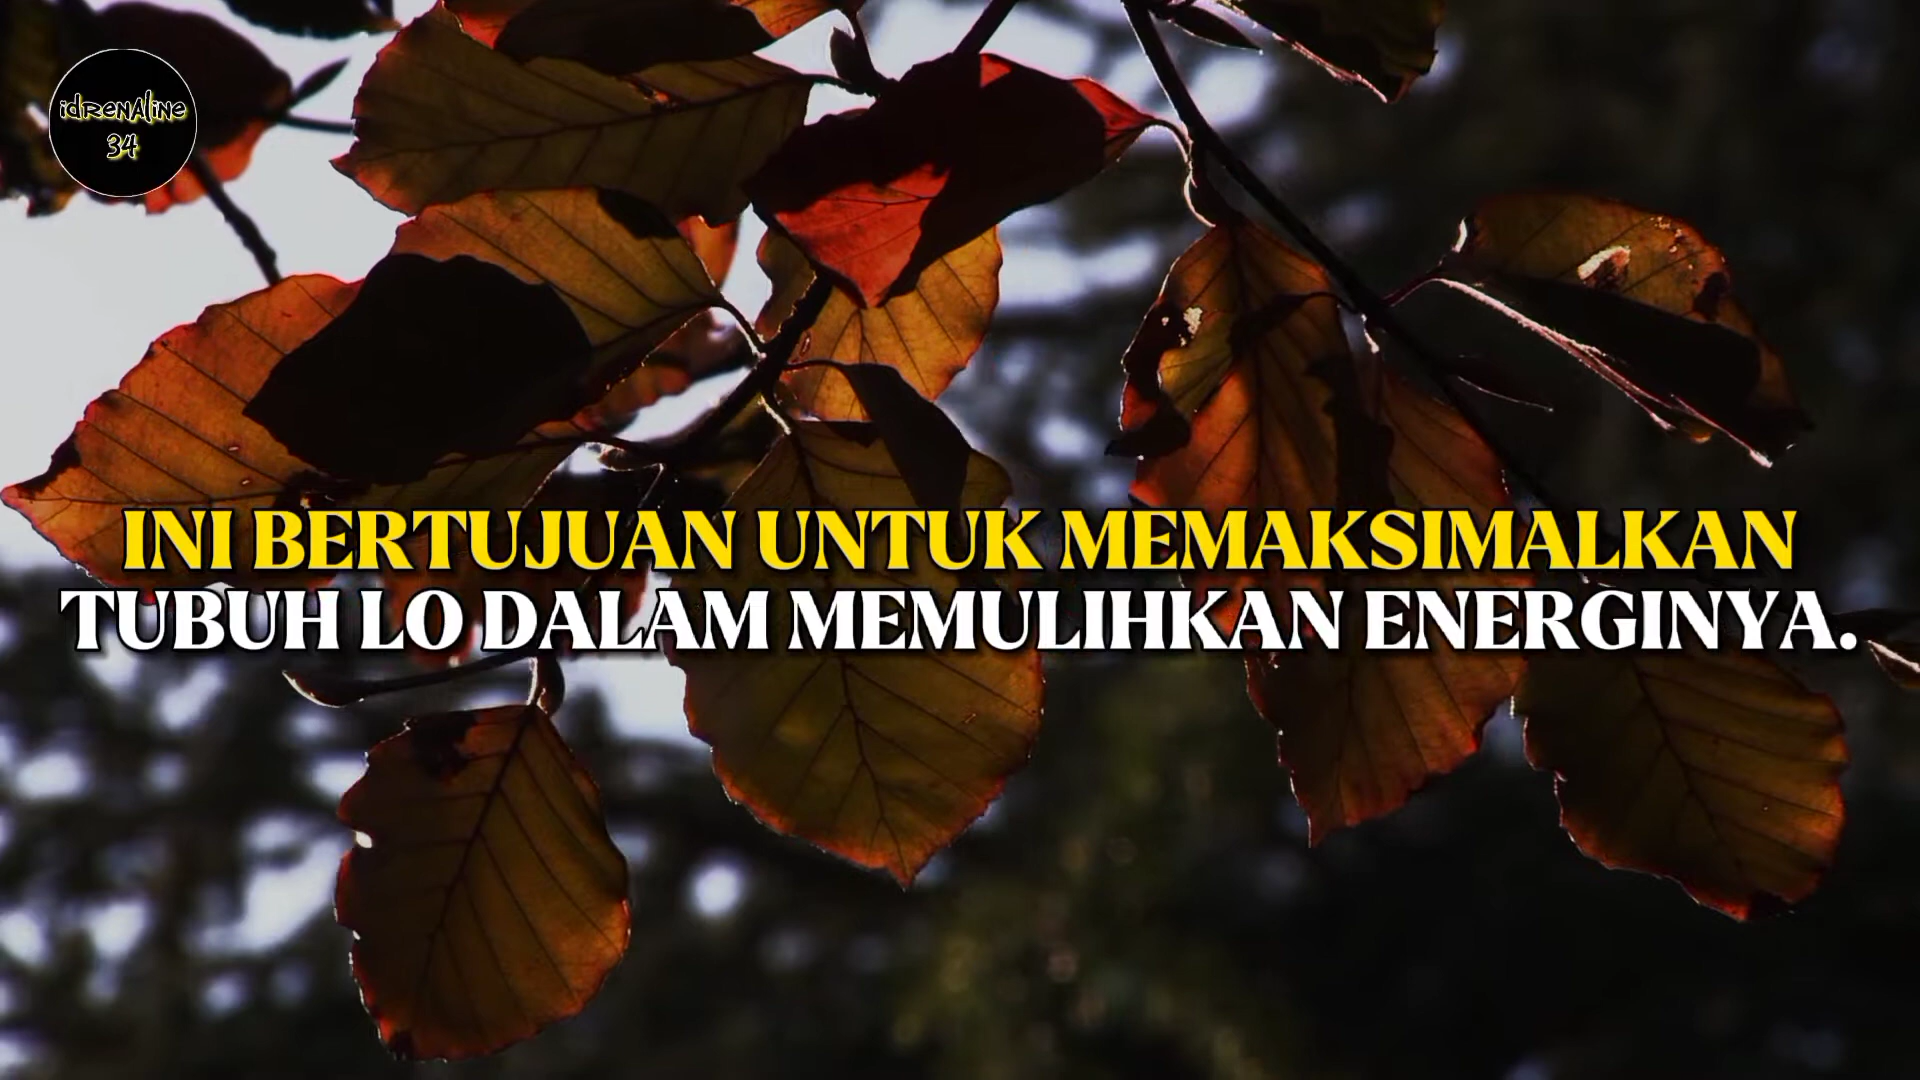 idRenAline
34
INI BERTUJUAN UNTUK MEMAKSIMALKAN
TUBUH LO DALAM MEMULIHKAN ENERGINYA.